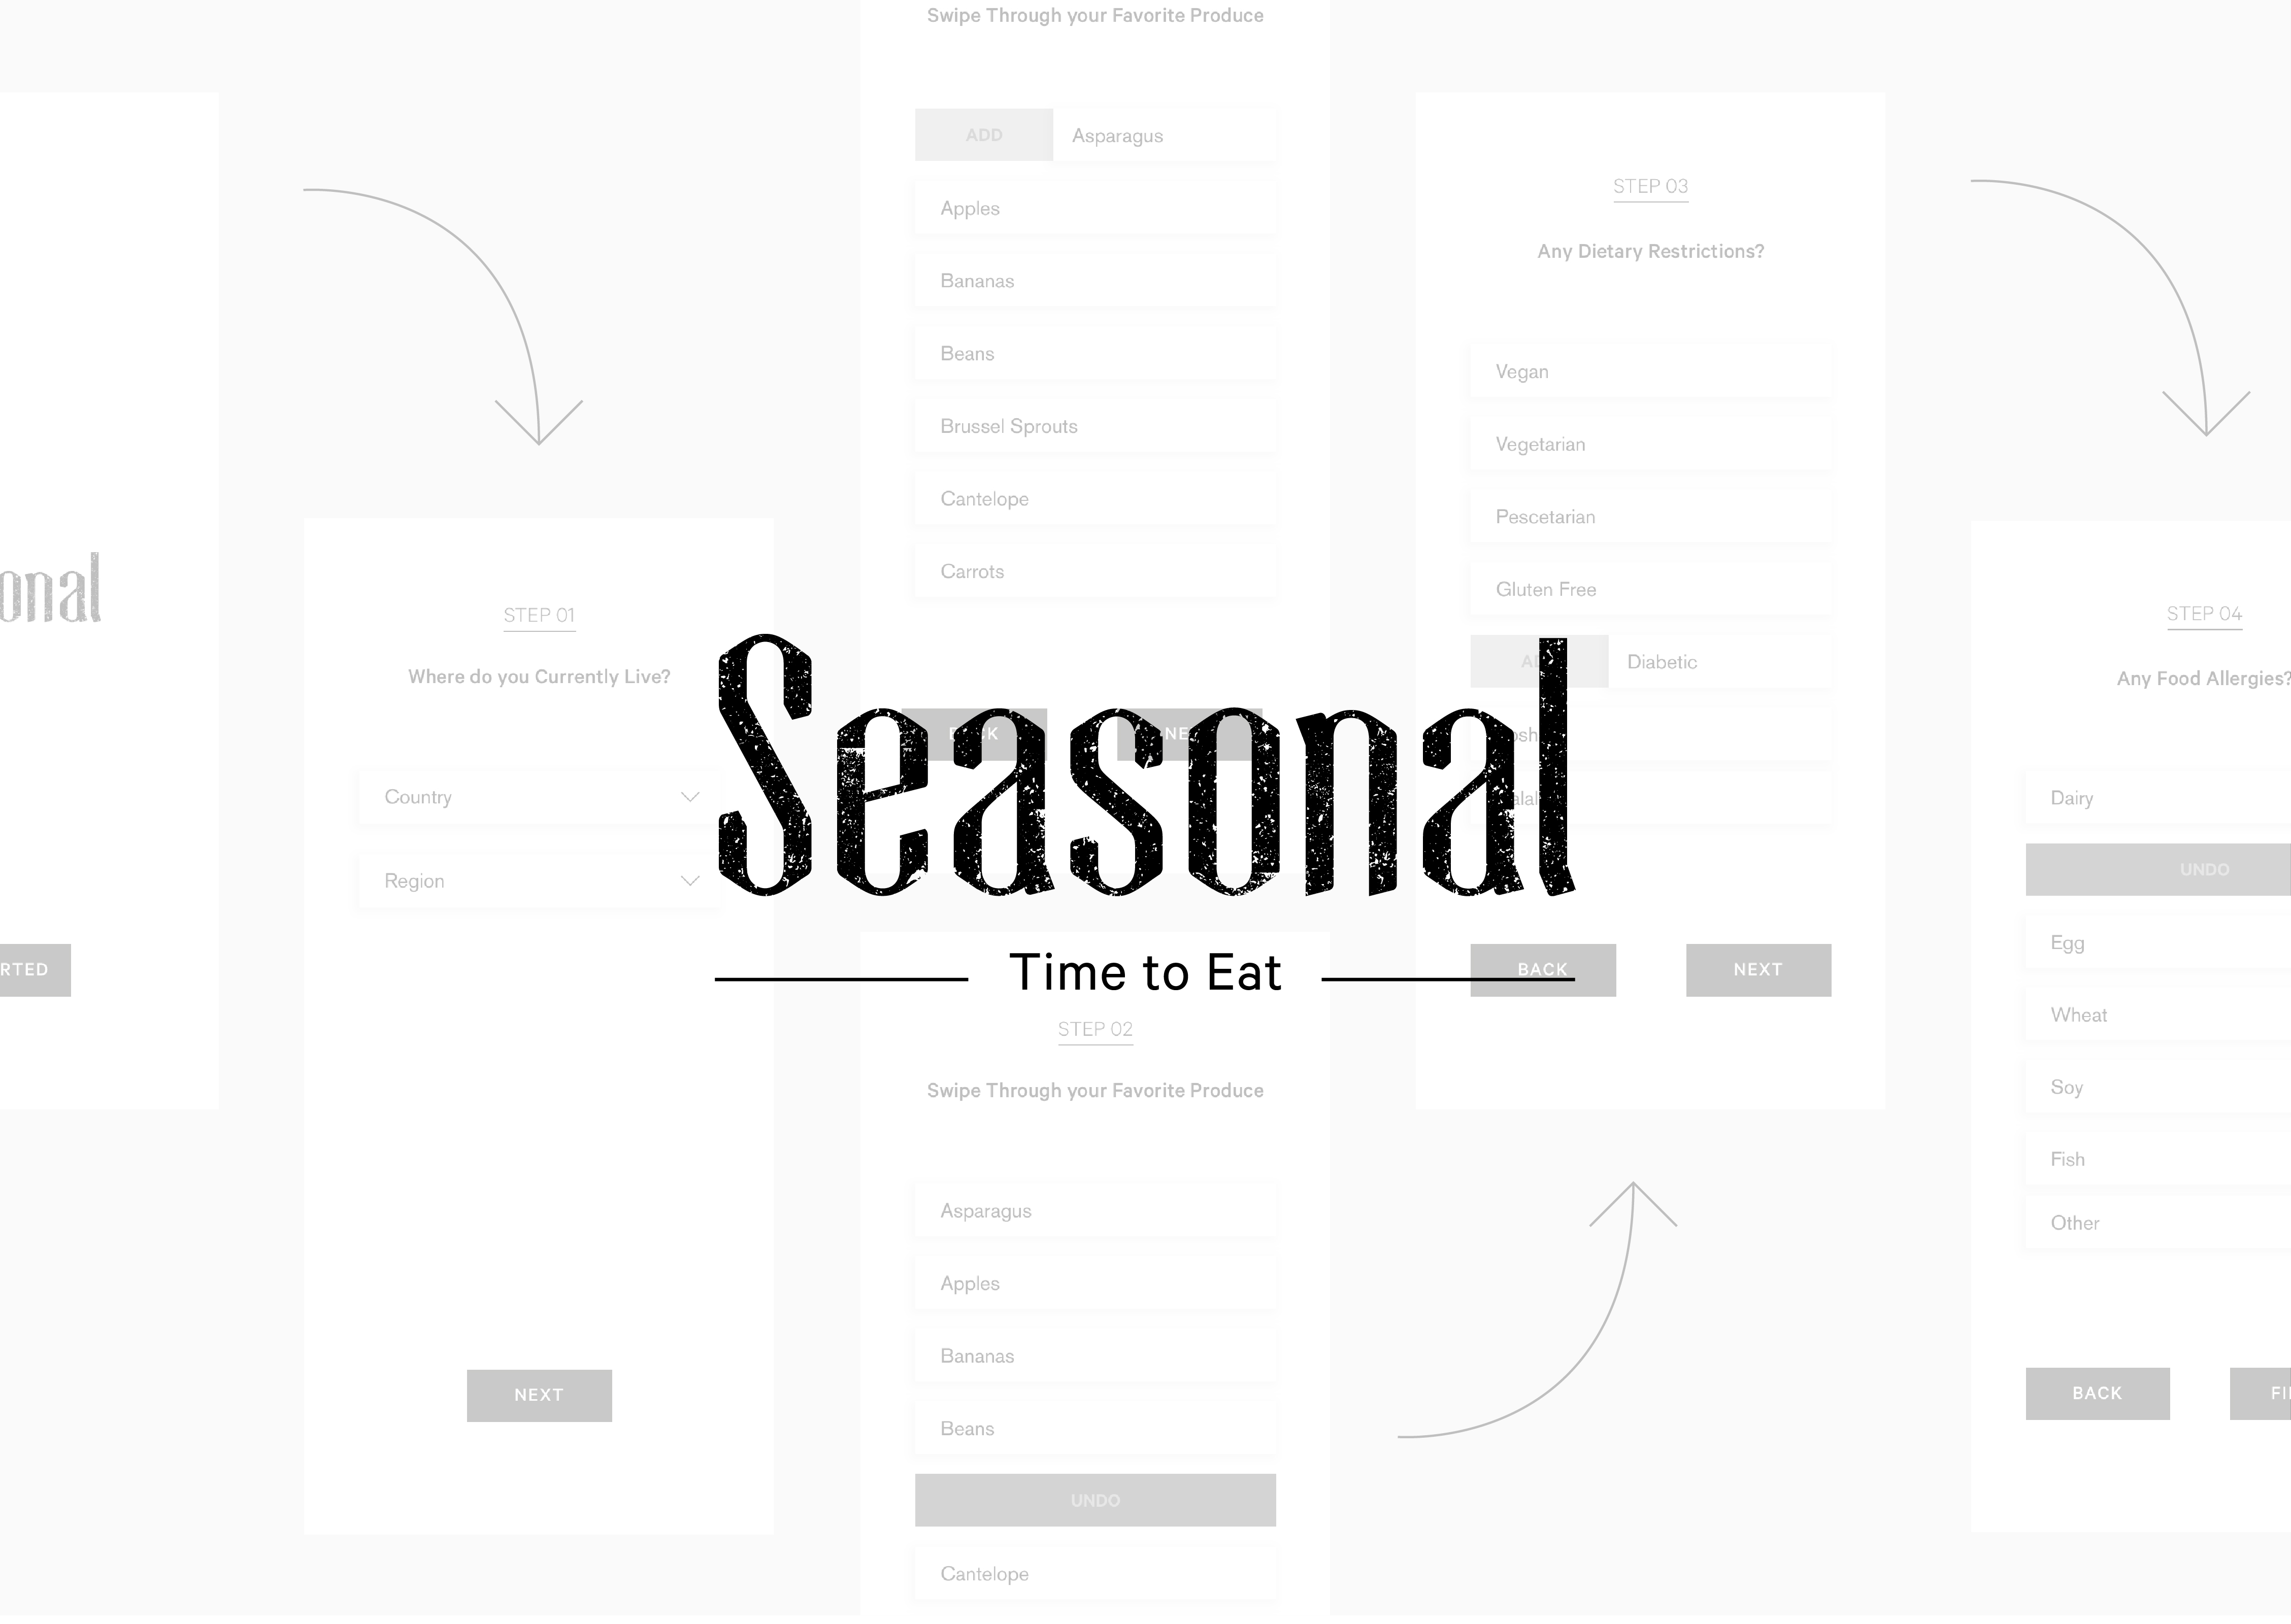 onal
RTED
STEP 01
Where do you Currently Live?
Country
Region
NEXT
Swipe Through your Favorite Produce
ADD Asparagus
Apples
Bananas
Beans
Brussel Sprouts
Cantelope
Carrots
Seasonal
Time to Eat
STEP 02
Swipe Through your Favorite Produce
Asparagus
Apples
Bananas
Beans
UNDO
Cantelope
STEP 03
Any Dietary Restrictions?
Vegan
Vegetarian
Pescetarian
Gluten Free
Diabetic
BACK NEXT
STEP 04
Any Food Allergies?
Dairy
UNDO
Egg
Wheat
Soy
Fish
Other
BACK